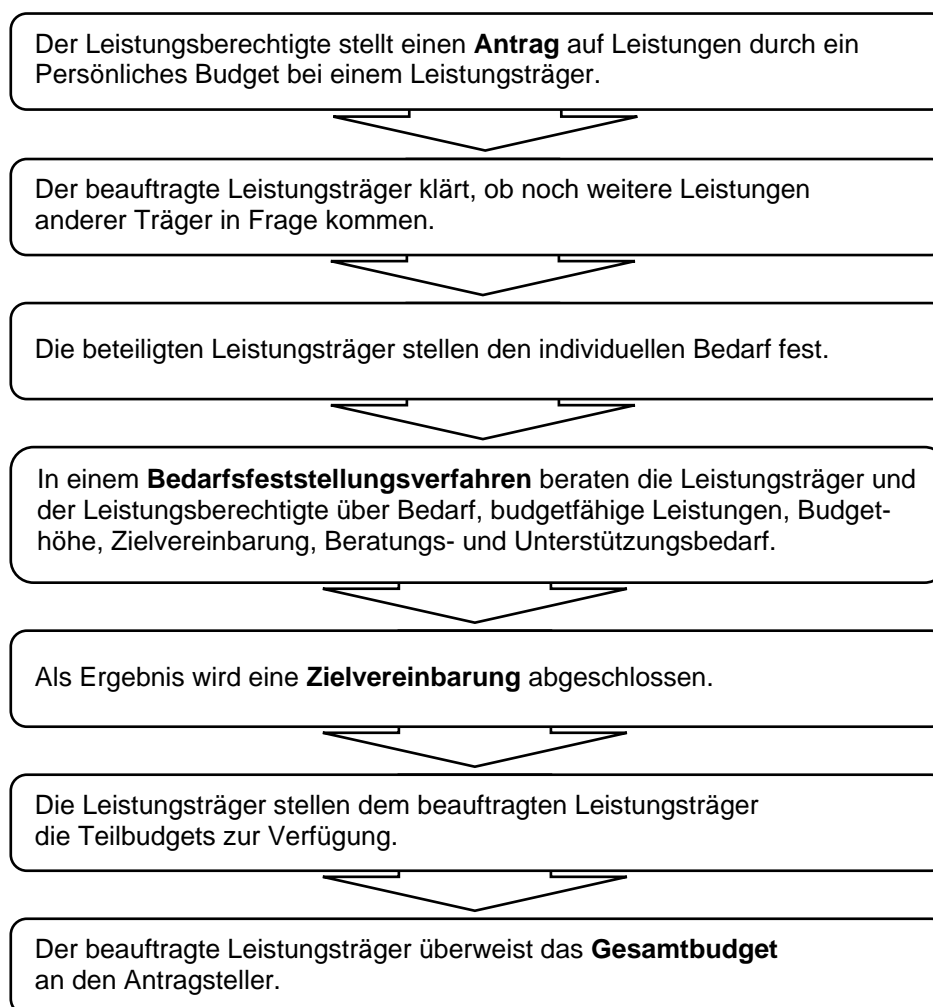 Der Leistungsberechtigte stellt einen Antrag auf Leistungen durch ein
Persönliches Budget bei einem Leistungsträger.
Der beauftragte Leistungsträger klärt, ob noch weitere Leistungen
anderer Träger in Frage kommen.
Die beteiligten Leistungsträger stellen den individuellen Bedarf fest.
In einem Bedarfsfeststellungsverfahren beraten die Leistungsträger und
der Leistungsberechtigte über Bedarf, budgetfähige Leistungen, Budget-
höhe, Zielvereinbarung, Beratungs- und Unterstützungsbedarf.
Als Ergebnis wird eine Zielvereinbarung abgeschlossen.
Die Leistungsträger stellen dem beauftragten Leistungsträger
die Teilbudgets zur Verfügung.
Der beauftragte Leistungsträger überweist das Gesamtbudget
an den Antragsteller.